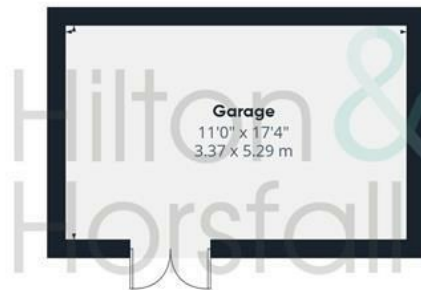 Hilton &
Horsfall
Garage
11'0" x 17'4"
3.37 x 5.29 m